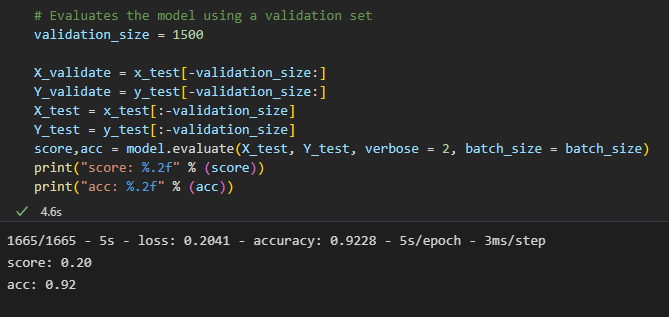 # Evaluates the model using a validation set
validation_size = 1500
X_validate = x_test[-validation_size:]
Y_validate = y_test[-validation_size:]
X_test = x_test[:-validation_size]
Y_test = y_test[:-validation_size]
score,acc = model.evaluate(X_test, Y_test, verbose = 2, batch_size = batch_size)
print("score: %.2f" % (score))
print("acc: %.2f" % (acc))
4.6s
1665/1665 - 5s - loss: 0.2041 - accuracy: 0.9228 - 5s/epoch - 3ms/step
score: 0.20
acc: 0.92